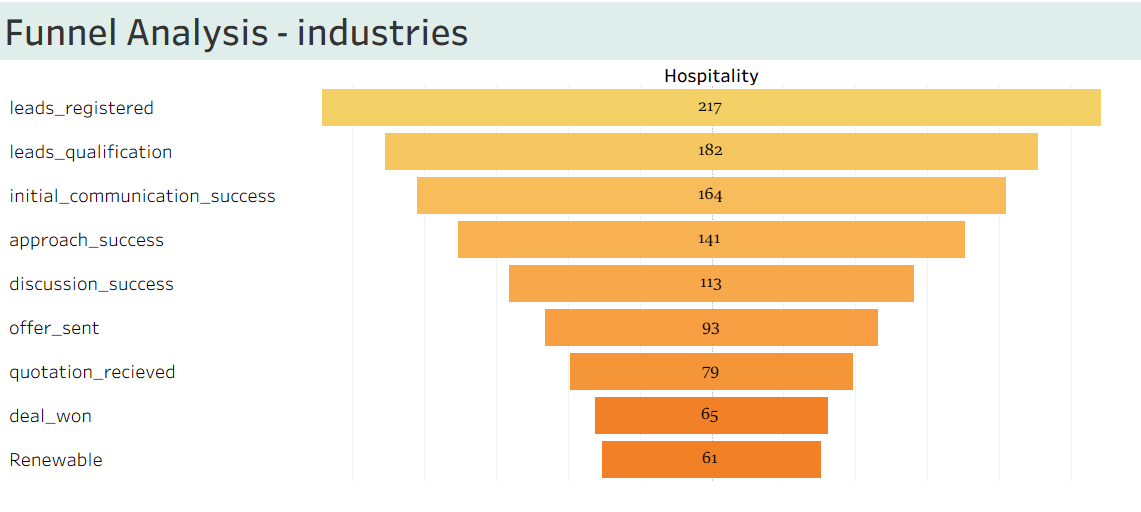 Funnel Analysis - industries
Hospitality
leads_registered 217
leads_qualification 182
initial_communication_success 164
approach_success 141
discussion_success 113
offer_sent 93
quotation_recieved 79
deal_won 65
Renewable 61